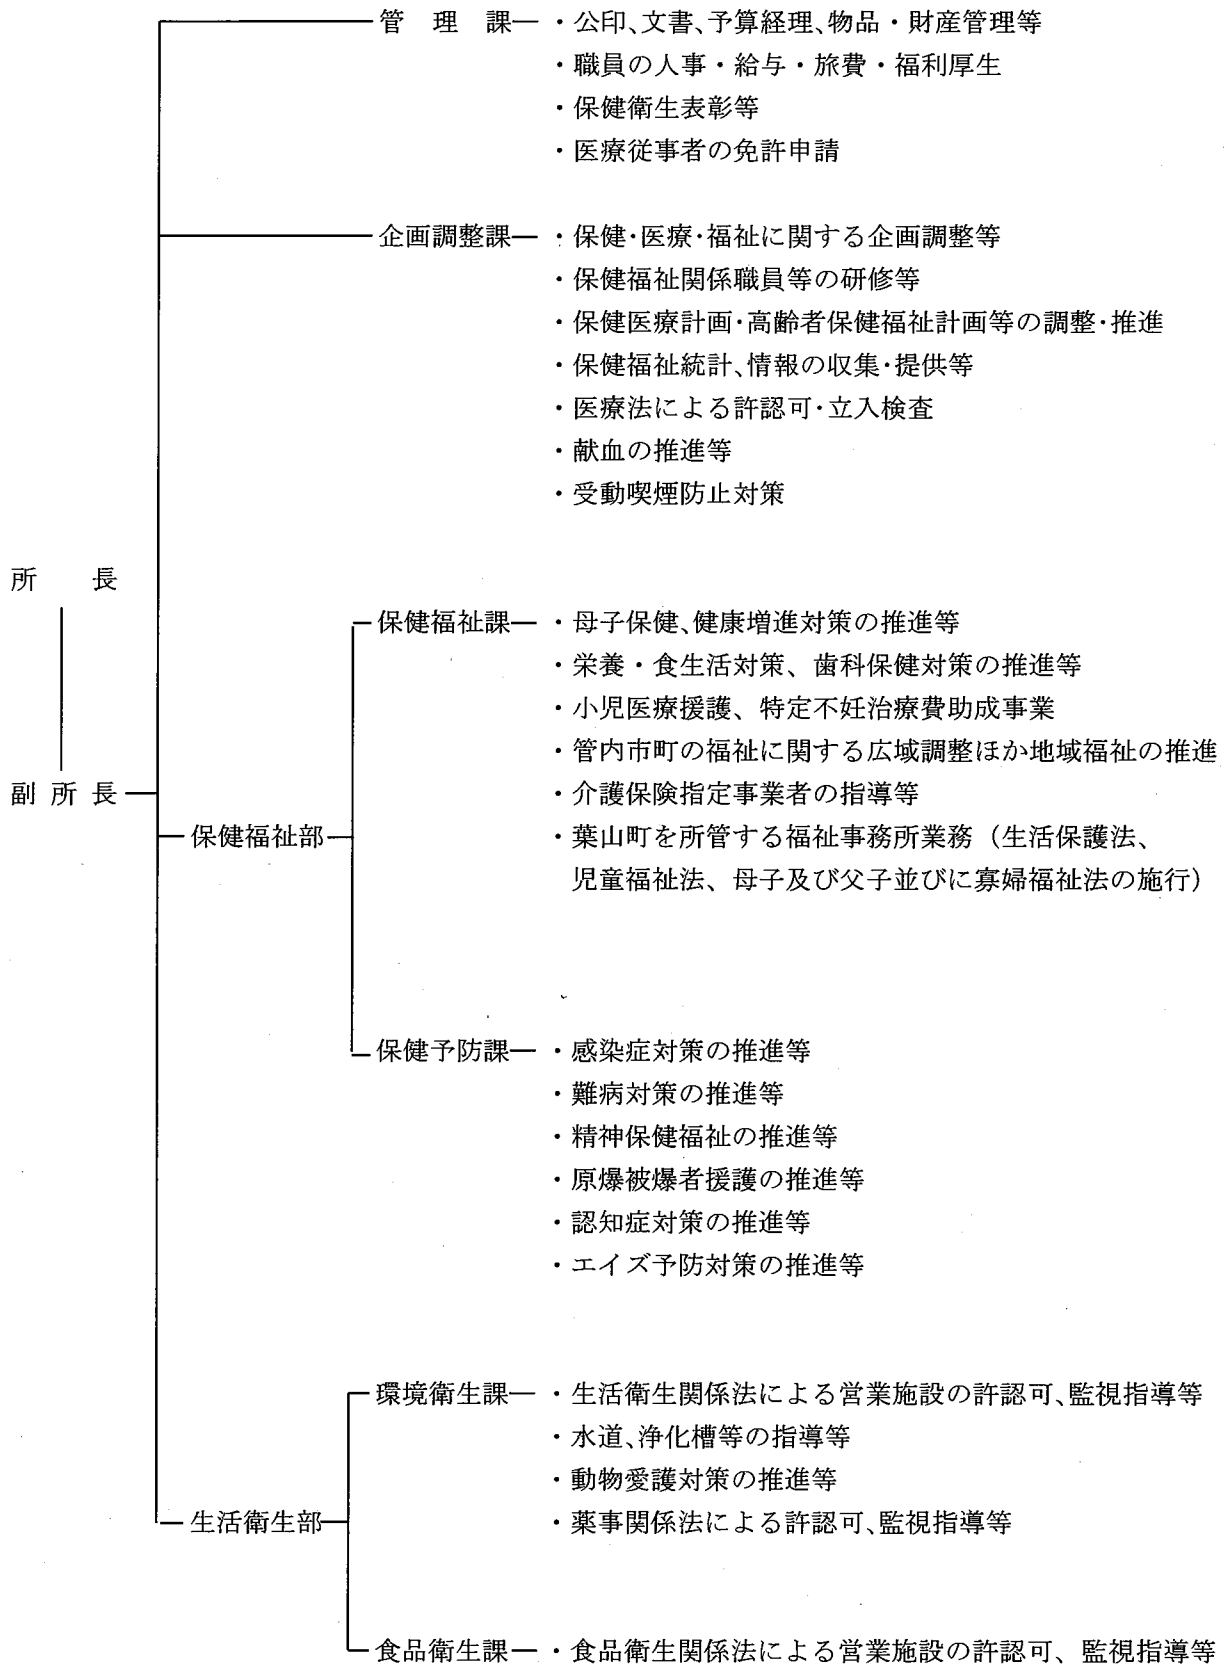 管理課 ・公印、文書、予算経理、物品・財産管理等
・職員の人事・給与・旅費・福利厚生
・保健衛生表彰等
・医療従事者の免許申請
企画調整課 ・保健・医療・福祉に関する企画調整等
・保健福祉関係職員等の研修等
・保健医療計画・高齢者保健福祉計画等の調整・推進
・保健福祉統計、情報の収集・提供等
・医療法による許認可・立入検査
・献血の推進等
・受動喫煙防止対策
所長
副所長
保健福祉部
保健福祉課 ・母子保健、健康増進対策の推進等
・栄養・食生活対策、歯科保健対策の推進等
・小児医療援護、特定不妊治療費助成事業
・管内市町の福祉に関する広域調整ほか地域福祉の推進
・介護保険指定事業者の指導等
・葉山町を所管する福祉事務所業務（生活保護法、
児童福祉法、母子及び父子並びに寡婦福祉法の施行）
保健予防課 ・感染症対策の推進等
・難病対策の推進等
・精神保健福祉の推進等
・原爆被爆者援護の推進等
・認知症対策の推進等
・エイズ予防対策の推進等
生活衛生部
環境衛生課 ・生活衛生関係法による営業施設の許認可、監視指導等
・水道、浄化槽等の指導等
・動物愛護対策の推進等
・薬事関係法による許認可、監視指導等
食品衛生課 ・食品衛生関係法による営業施設の許認可、監視指導等